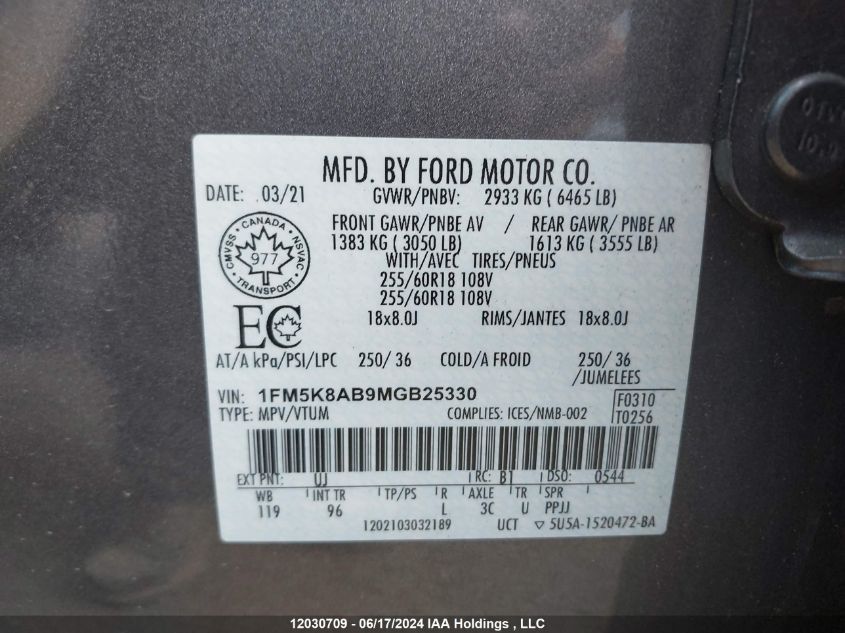 MFD. BY FORD MOTOR CO.
DATE: 03/21 GVWR/PNBV: 2933 KG ( 6465 LB)
FRONT GAWR/PNBE AV / REAR GAWR/ PNBE AR
1383 KG ( 3050 LB) 1613 KG ( 3555 LB)
WITH/AVEC TIRES/PNEUS
255/60R18 108V
255/60R18 108V
18x8.0J RIMS/JANTES 18x8.0J
CANADA
CMVSS NSVAC
977
TRANSPORT
EC
AT/A kPa/PSI/LPC 250/ 36 COLD/A FROID 250/ 36
/JUMELEES
VIN: 1FM5K8AB9MGB25330 F0310
TYPE: MPV/VTUM COMPLIES: ICES/NMB-002 T0256
EXT PNT: UJ RC: B1 DSO: 0544
WB INT TR TP/PS R AXLE TR SPR
119 96 L 3C U PPJJ
1202103032189 UCT ▽ 5U5A-1520472-BA
12030709 - 06/17/2024 IAA Holdings , LLC